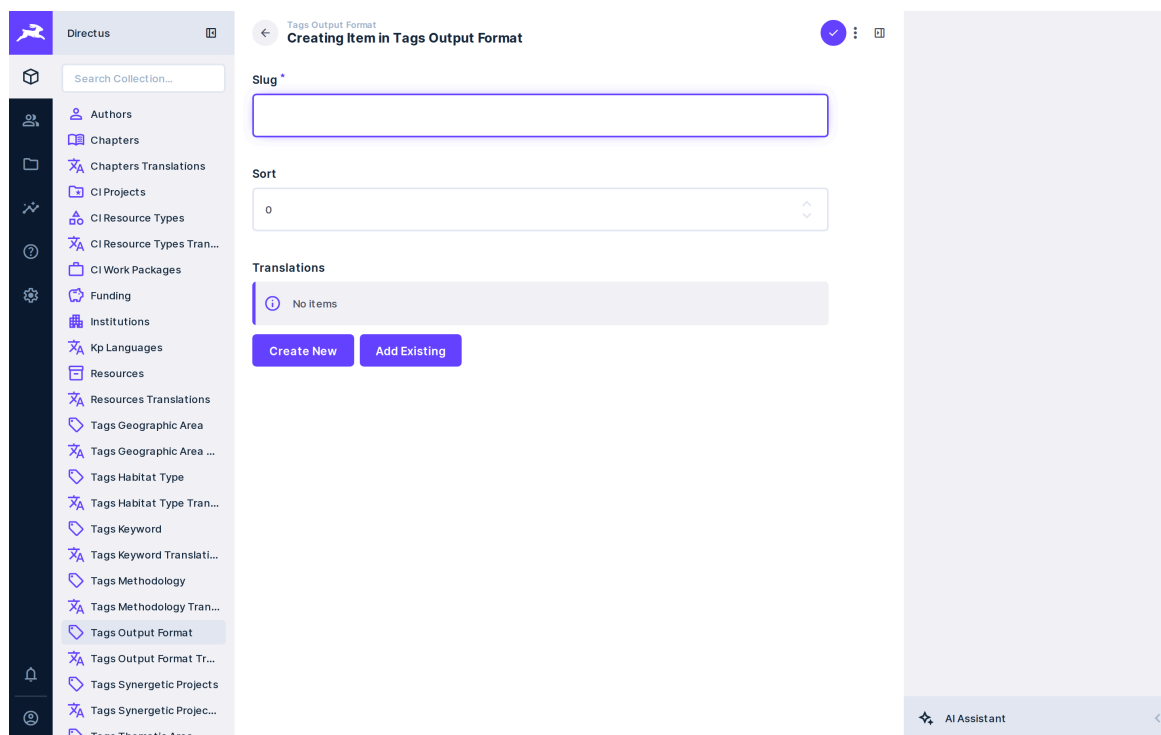 Directus
Search Collection...
Authors
Chapters
Chapters Translations
CI Projects
CI Resource Types
CI Resource Types Tran...
CI Work Packages
Funding
Institutions
Kp Languages
Resources
Resources Translations
Tags Geographic Area
Tags Geographic Area ...
Tags Habitat Type
Tags Habitat Type Tran...
Tags Keyword
Tags Keyword Translati...
Tags Methodology
Tags Methodology Tran...
Tags Output Format
Tags Output Format Tr...
Tags Synergetic Projects
Tags Synergetic Projec...
Tags Thematic Area
Tags Output Format
Creating Item in Tags Output Format
Slug *
Sort
0
Translations
No items
Create New Add Existing
AI Assistant